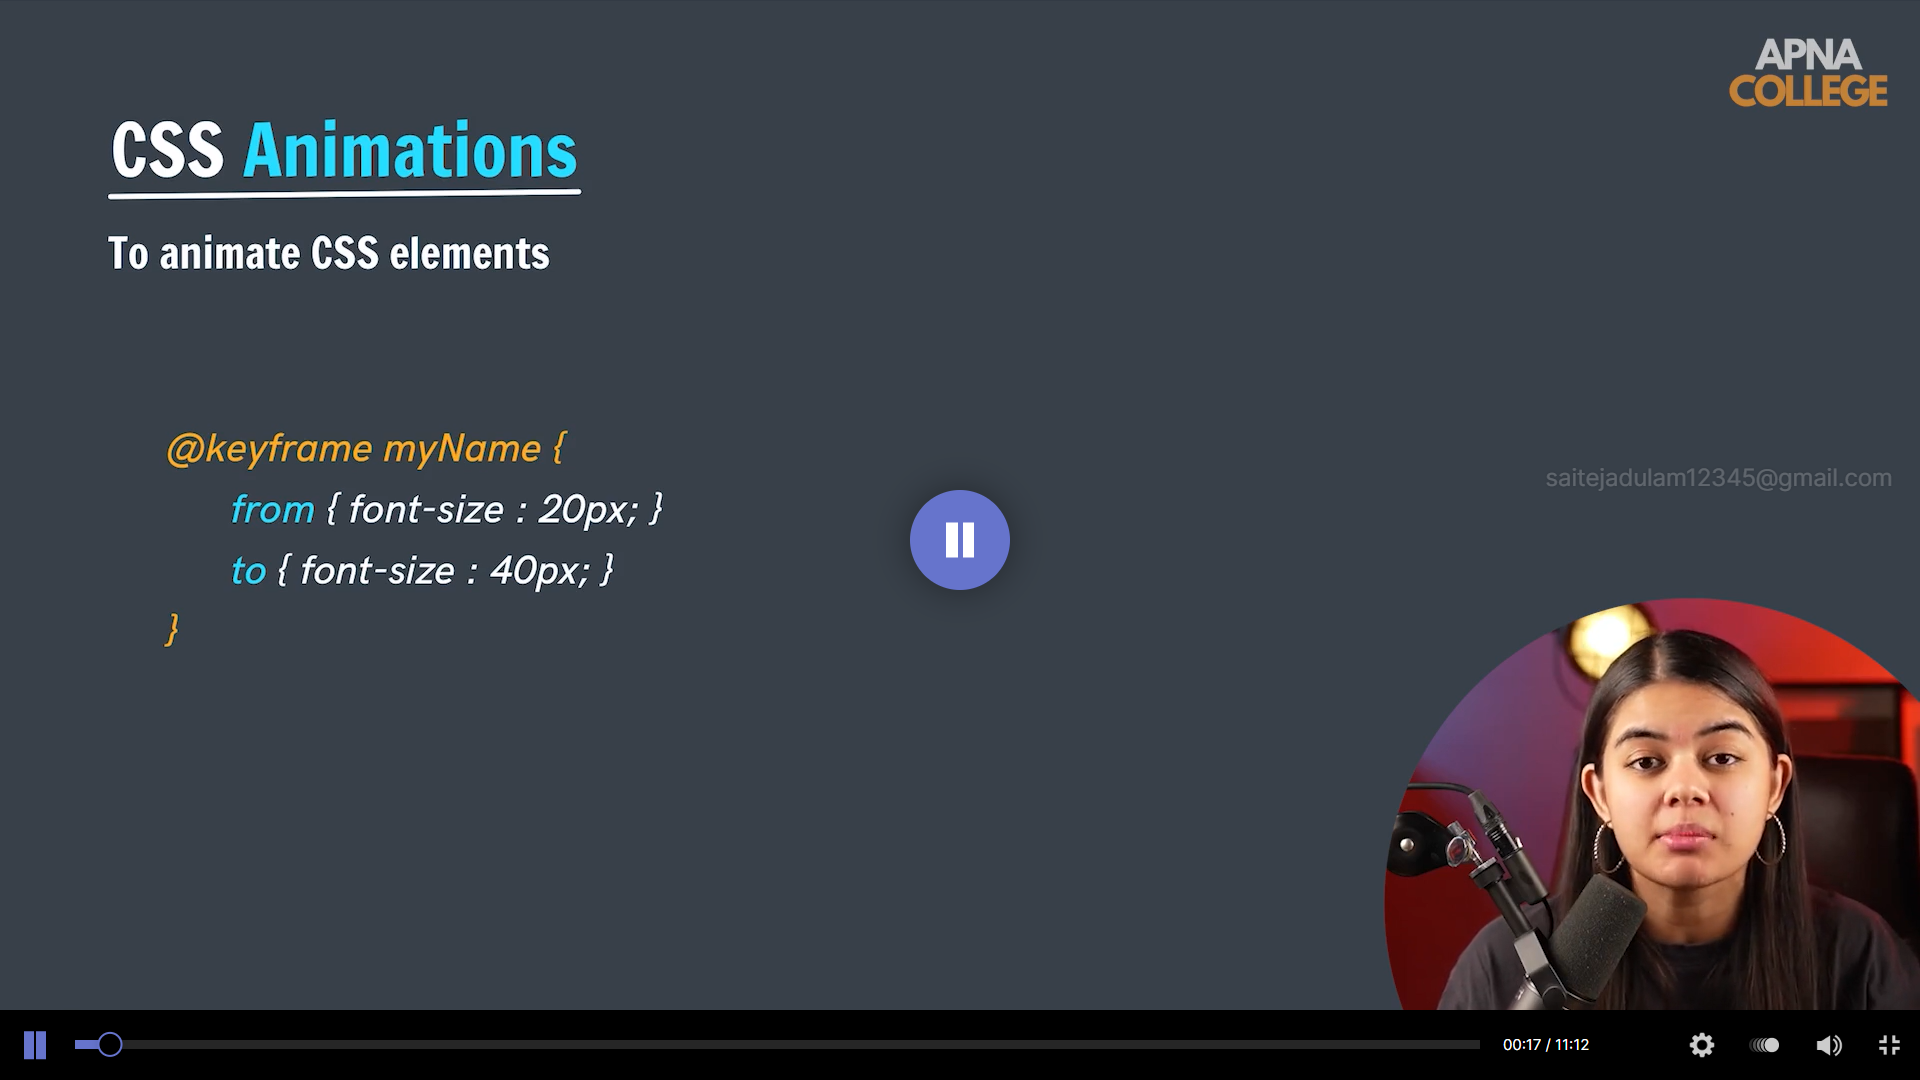 APNA
COLLEGE
CSS Animations
To animate CSS elements
@keyframe myName {
from { font-size : 20px; }
to { font-size : 40px; }
}
saitejadulam12345@gmail.com
00:17 / 11:12